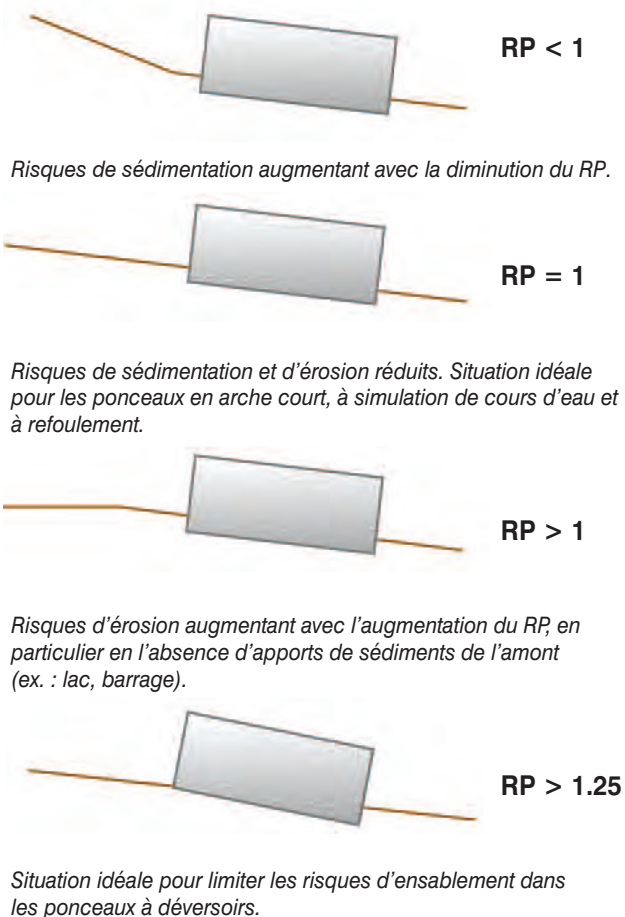 RP < 1
Risques de sédimentation augmentant avec la diminution du RP.
RP = 1
Risques de sédimentation et d'érosion réduits. Situation idéale
pour les ponceaux en arche court, à simulation de cours d'eau et
à refoulement.
RP > 1
Risques d'érosion augmentant avec l'augmentation du RP, en
particulier en l'absence d'apports de sédiments de l'amont
(ex. : lac, barrage).
RP > 1.25
Situation idéale pour limiter les risques d'ensablement dans
les ponceaux à déversoirs.